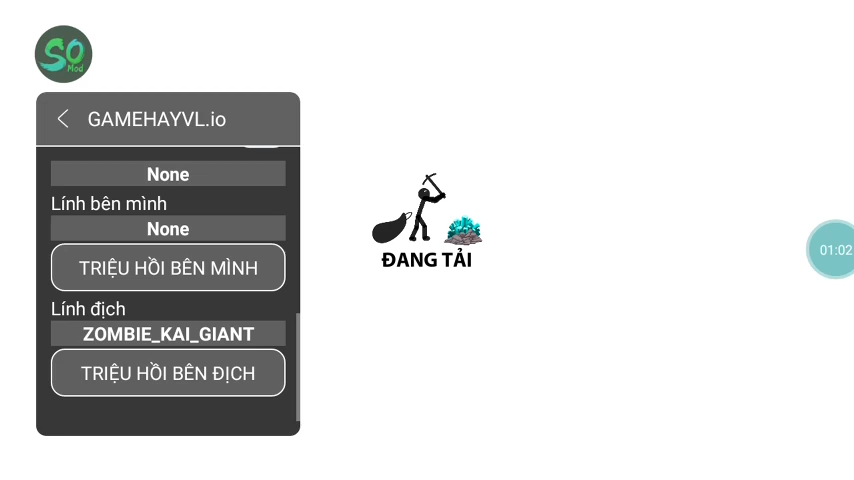 SO
Mod
GAMEHAYVL.io
None
Lính bên mình
None
TRIỆU HỒI BÊN MÌNH
Lính địch
ZOMBIE_KAI_GIANT
TRIỆU HỒI BÊN ĐỊCH
ĐANG TẢI
01:02